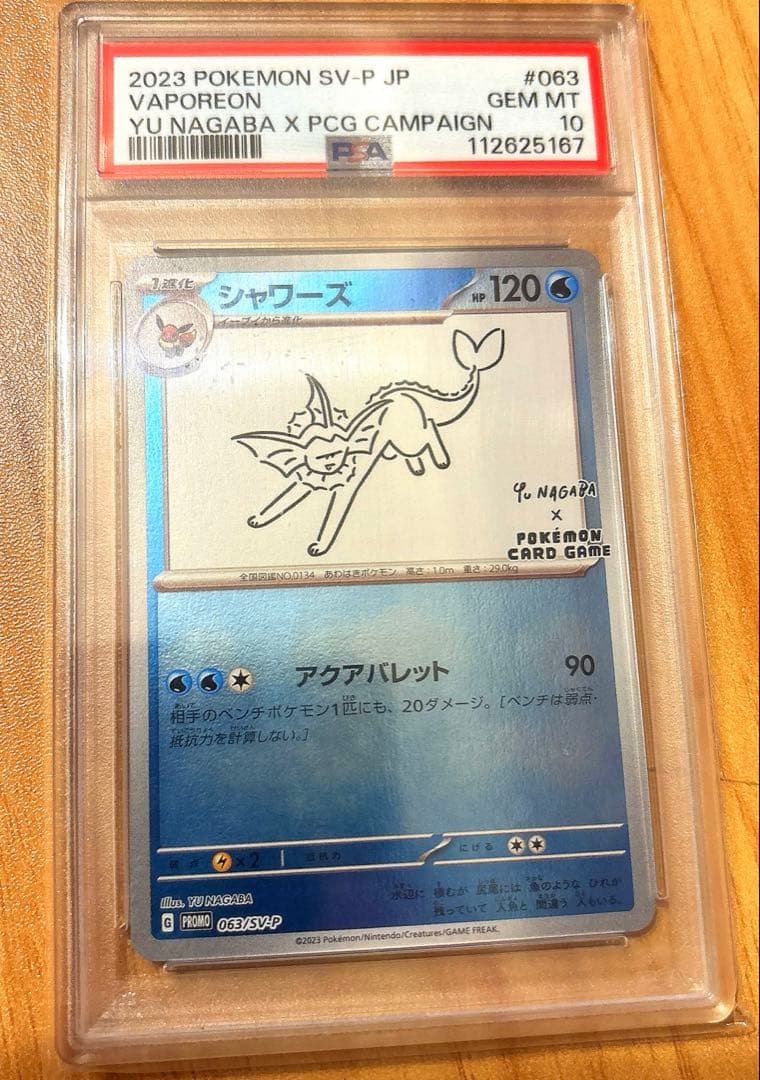 2023 POKEMON SV-P JP #063
VAPOREON GEM MT
YU NAGABA X PCG CAMPAIGN 10
PSA 112625167
1進化 シャワーズ HP 120
イーブイから進化
Yu NAGABA
×
POKÉMON
CARD GAME
全国図鑑NO.0134 あわはきポケモン 高さ:1.0m 重さ:29.0kg
アクアバレット 90
相手のベンチポケモン1匹にも、20ダメージ。[ベンチは弱点・
抵抗力を計算しない。]
弱点 ×2 抵抗力 にげる
水辺に 棲むが 尻尾には 魚のような ひれが
残っていて 人魚と 間違う 人もいる。
Illus. YU NAGABA
G PROMO 063/SV-P
©2023 Pokémon/Nintendo/Creatures/GAME FREAK.